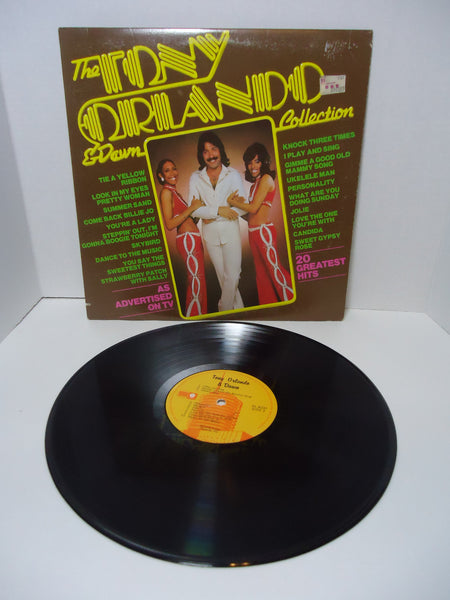 The
TONY
ORLANDO
& Dawn
Collection
TIE A YELLOW
RIBBON
LOOK IN MY EYES
PRETTY WOMAN
SUMMER SAND
COME BACK BILLIE JO
YOU'RE A LADY
STEPPIN' OUT, I'M
GONNA BOOGIE TONIGHT
SKYBIRD
DANCE TO THE MUSIC
YOU SAY THE
SWEETEST THINGS
STRAWBERRY PATCH
WITH SALLY
AS
ADVERTISED
ON TV
KNOCK THREE TIMES
I PLAY AND SING
GIMME A GOOD OLD
MAMMY SONG
UKELELE MAN
PERSONALITY
WHAT ARE YOU
DOING SUNDAY
JOLIE
LOVE THE ONE
YOU'RE WITH
CANDIDA
SWEET GYPSY
ROSE
20
GREATEST
HITS
Tony Orlando
& Dawn